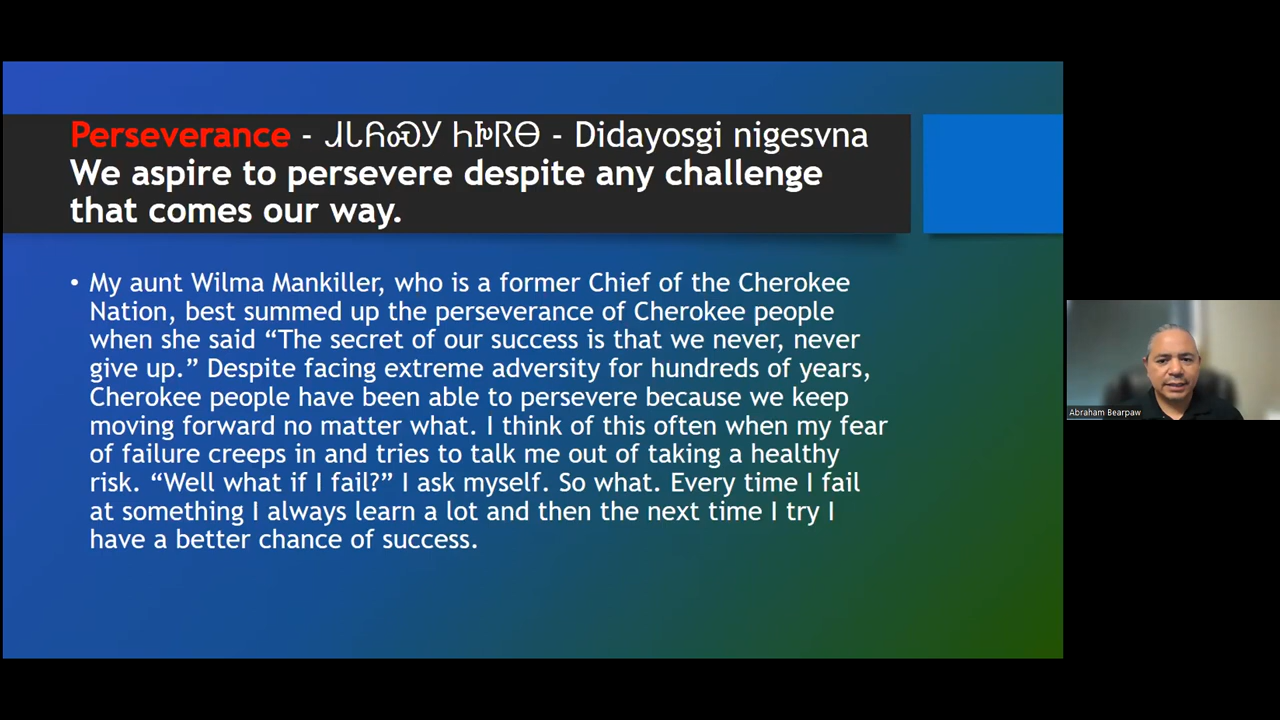 Perseverance - ᏗᏓᏲᏍᎩ ᏂᎨᏒᎾ - Didayosgi nigesvna
We aspire to persevere despite any challenge
that comes our way.
• My aunt Wilma Mankiller, who is a former Chief of the Cherokee
Nation, best summed up the perseverance of Cherokee people
when she said “The secret of our success is that we never, never
give up.” Despite facing extreme adversity for hundreds of years,
Cherokee people have been able to persevere because we keep
moving forward no matter what. I think of this often when my fear
of failure creeps in and tries to talk me out of taking a healthy
risk. “Well what if I fail?” I ask myself. So what. Every time I fail
at something I always learn a lot and then the next time I try I
have a better chance of success.
Abraham Bearpaw